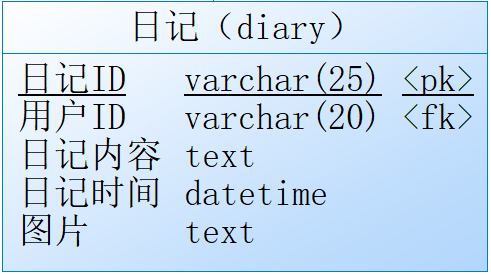 日记（diary）
日记ID varchar(25) <pk>
用户ID varchar(20) <fk>
日记内容 text
日记时间 datetime
图片 text